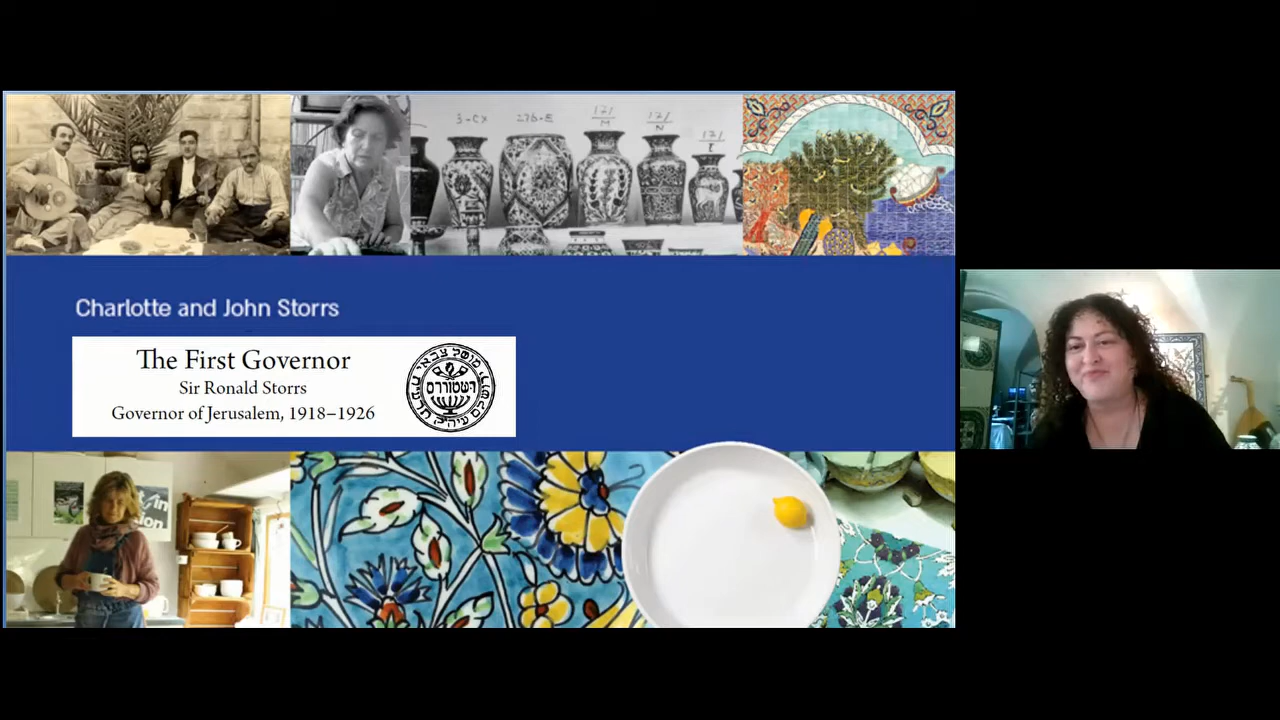 3-CX 276-E 171/M 171/N 171/
Charlotte and John Storrs
The First Governor
Sir Ronald Storrs
Governor of Jerusalem, 1918–1926